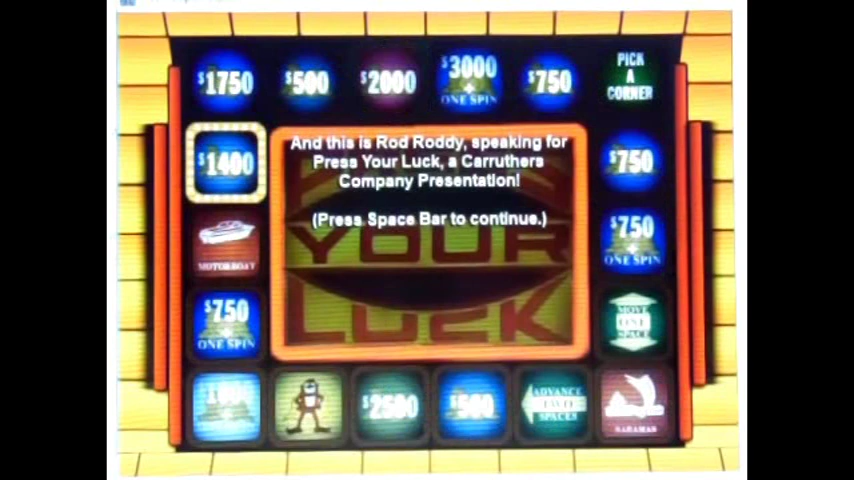 $1750
$500
$2000
$3000
+
ONE SPIN
$750
PICK
A
CORNER
$1400
And this is Rod Roddy, speaking for
Press Your Luck, a Carruthers
Company Presentation!
(Press Space Bar to continue.)
$750
YOUR
LUCK
MOTORBOAT
$750
+
ONE SPIN
$750
+
ONE SPIN
MOVE
ONE
SPACE
+
ONE SPIN
$2500
$500
ADVANCE
TWO
SPACES
BAHAMAS